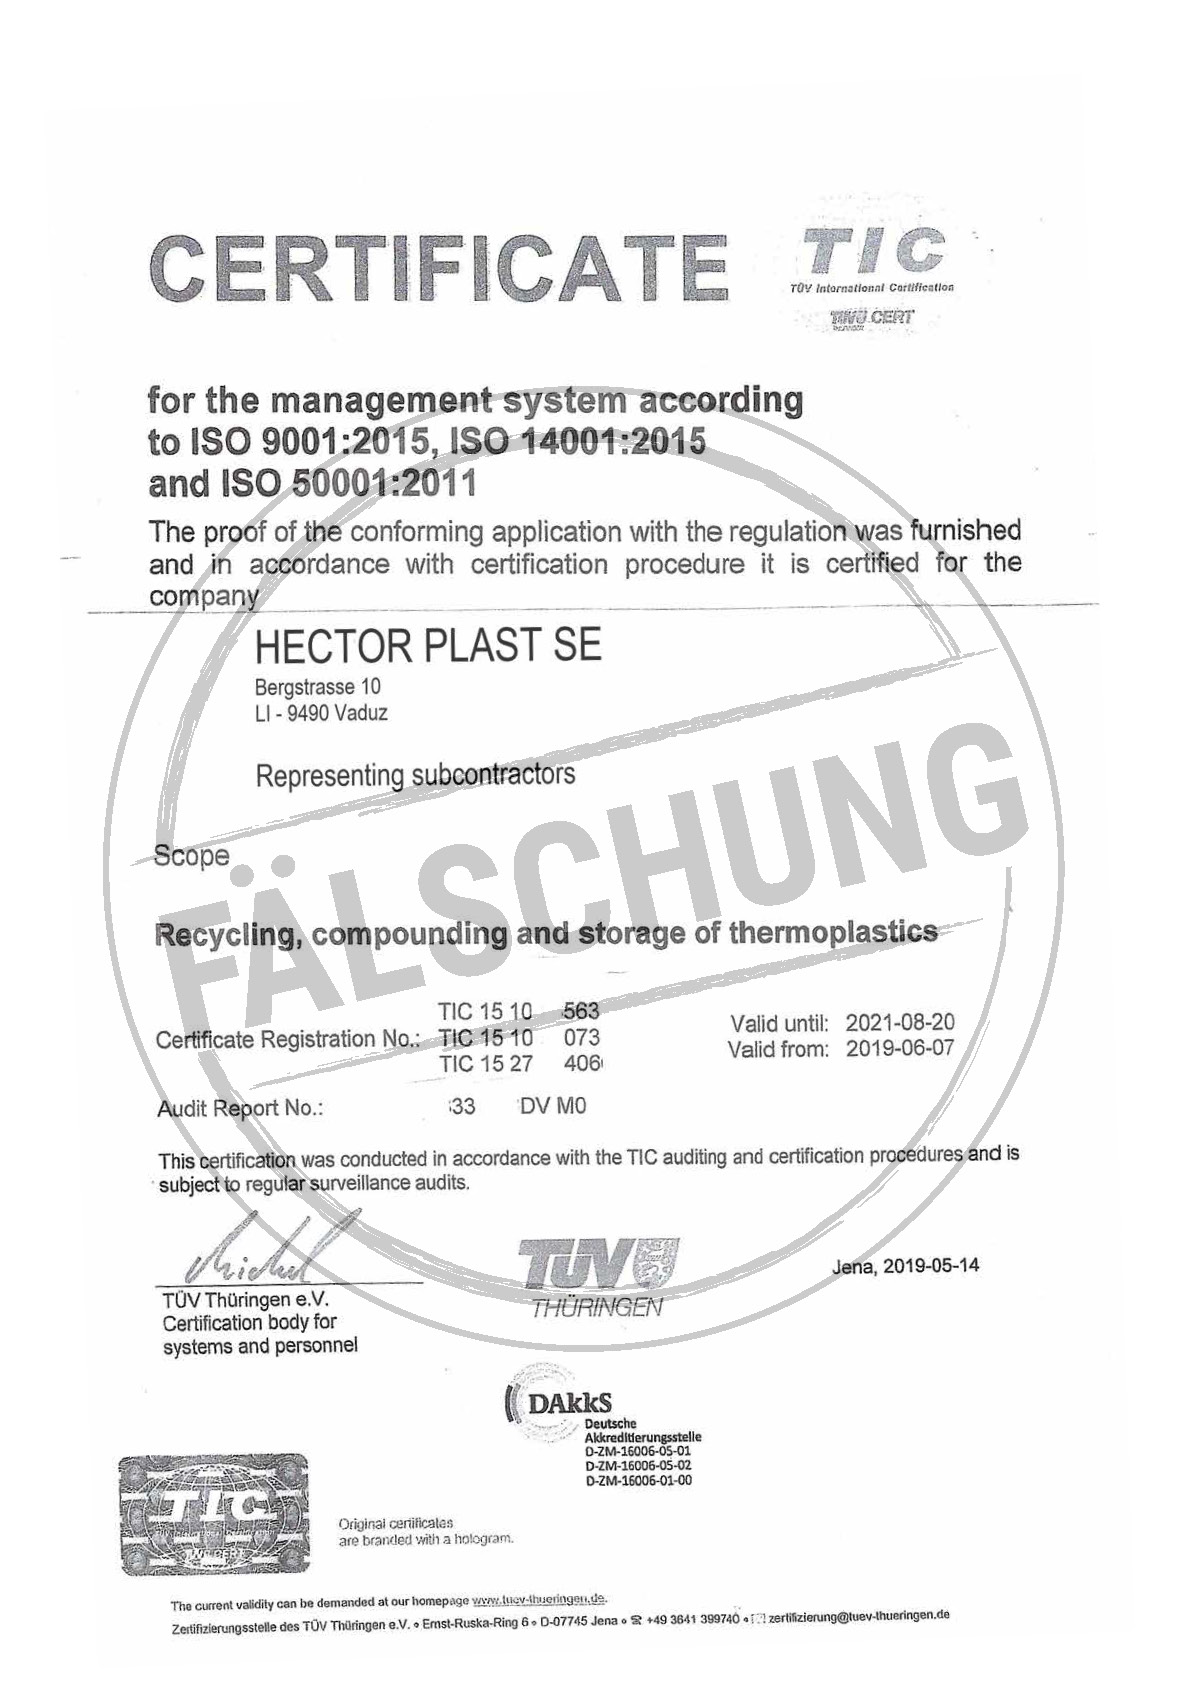 CERTIFICATE
TIC
TÜV International Certification
CERT
for the management system according
to ISO 9001:2015, ISO 14001:2015
and ISO 50001:2011
The proof of the conforming application with the regulation was furnished
and in accordance with certification procedure it is certified for the
company
HECTOR PLAST SE
Bergstrasse 10
LI - 9490 Vaduz
Representing subcontractors
Scope
FÄLSCHUNG
Recycling, compounding and storage of thermoplastics
TIC 15 10 563
Certificate Registration No.: TIC 15 10 073
TIC 15 27 406
Valid until: 2021-08-20
Valid from: 2019-06-07
Audit Report No.: 33 DV M0
This certification was conducted in accordance with the TIC auditing and certification procedures and is
subject to regular surveillance audits.
TÜV Thüringen e.V.
Certification body for
systems and personnel
TÜV
THÜRINGEN
Jena, 2019-05-14
DAkkS
Deutsche
Akkreditierungsstelle
D-ZM-16006-05-01
D-ZM-16006-05-02
D-ZM-16006-01-00
TIC
Original certificates
are branded with a hologram.
The current validity can be demanded at our homepage www.tuev-thueringen.de.
Zertifizierungsstelle des TÜV Thüringen e.V. • Ernst-Ruska-Ring 6 • D-07745 Jena • ☎ +49 3641 399740 • zertifizierung@tuev-thueringen.de